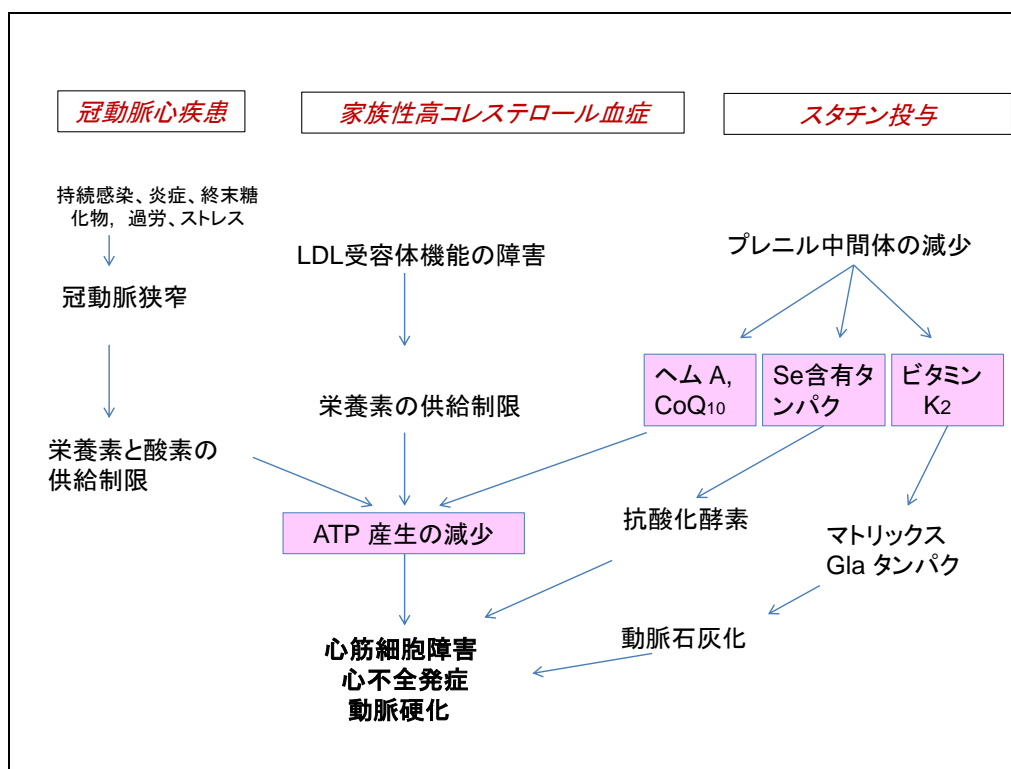 冠動脈心疾患
家族性高コレステロール血症
スタチン投与
持続感染、炎症、終末糖
化物, 過労、ストレス
LDL受容体機能の障害
プレニル中間体の減少
冠動脈狭窄
ヘム A,
CoQ10
Se含有タ
ンパク
ビタミン
K2
栄養素の供給制限
栄養素と酸素の
供給制限
ATP 産生の減少
抗酸化酵素
マトリックス
Gla タンパク
心筋細胞障害
心不全発症
動脈硬化
動脈石灰化